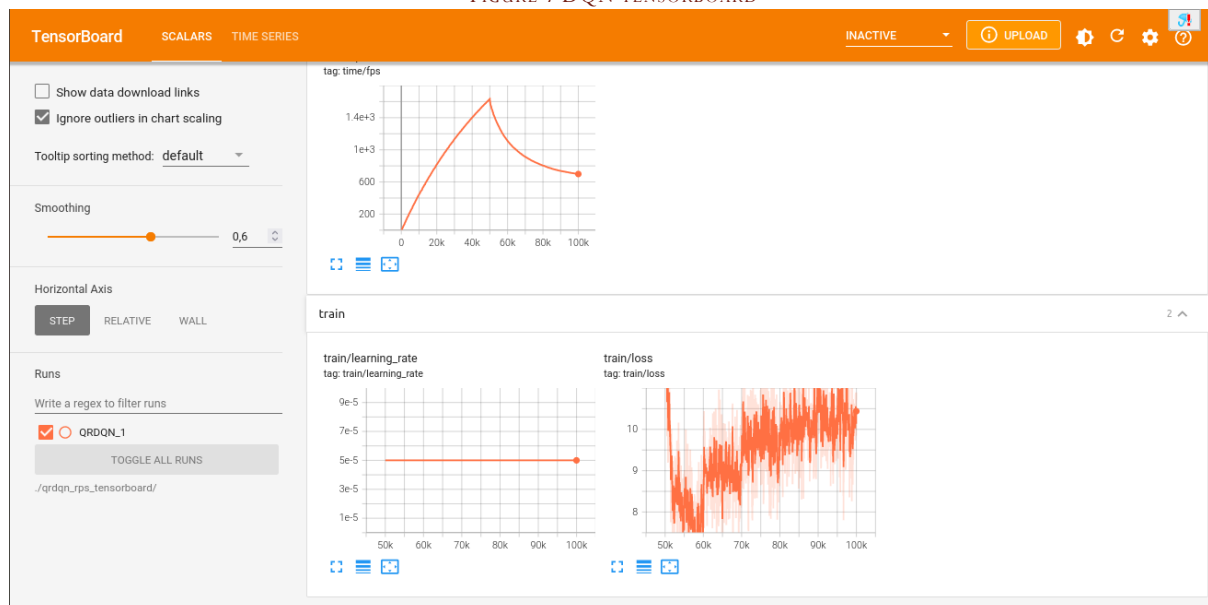 FIGURE 7 DQN TENSORBOARD
TensorBoard SCALARS TIME SERIES INACTIVE UPLOAD
Show data download links
Ignore outliers in chart scaling
Tooltip sorting method: default
Smoothing
0,6
Horizontal Axis
STEP RELATIVE WALL
Runs
Write a regex to filter runs
QRDQN_1
TOGGLE ALL RUNS
./qrdqn_rps_tensorboard/
tag: time/fps
1.4e+3
1e+3
600
200
0 20k 40k 60k 80k 100k
train 2
train/learning_rate
tag: train/learning_rate
9e-5
7e-5
5e-5
3e-5
1e-5
50k 60k 70k 80k 90k 100k
train/loss
tag: train/loss
10
9
8
50k 60k 70k 80k 90k 100k